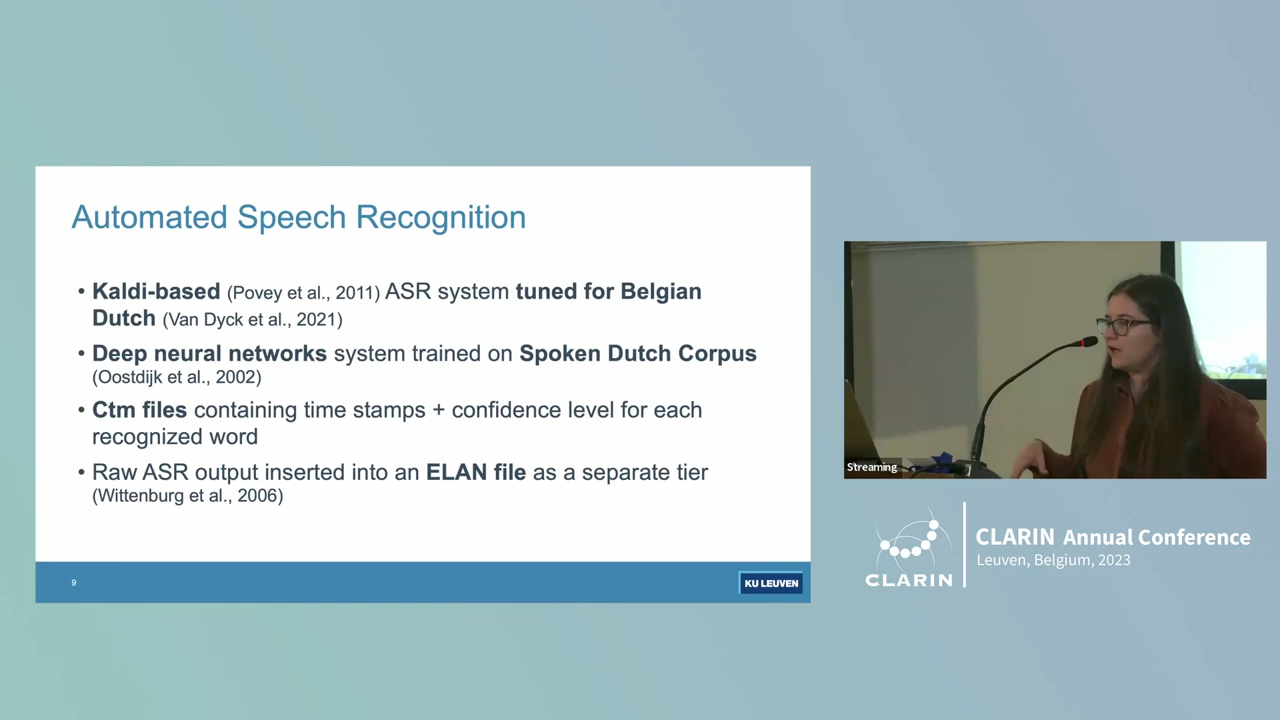 Automated Speech Recognition
• Kaldi-based (Povey et al., 2011) ASR system tuned for Belgian
Dutch (Van Dyck et al., 2021)
• Deep neural networks system trained on Spoken Dutch Corpus
(Oostdijk et al., 2002)
• Ctm files containing time stamps + confidence level for each
recognized word
• Raw ASR output inserted into an ELAN file as a separate tier
(Wittenburg et al., 2006)
9
KU LEUVEN
Streaming
CLARIN
CLARIN Annual Conference
Leuven, Belgium, 2023